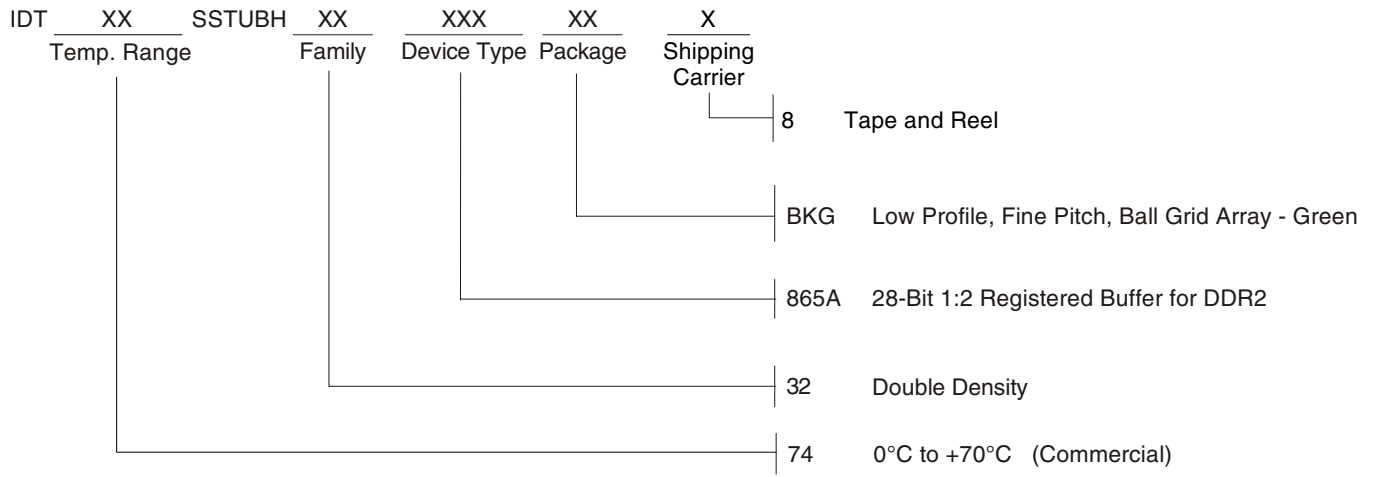 IDT XX SSTUBH XX XXX XX X
Temp. Range Family Device Type Package Shipping
Carrier
8 Tape and Reel
BKG Low Profile, Fine Pitch, Ball Grid Array - Green
865A 28-Bit 1:2 Registered Buffer for DDR2
32 Double Density
74 0°C to +70°C (Commercial)